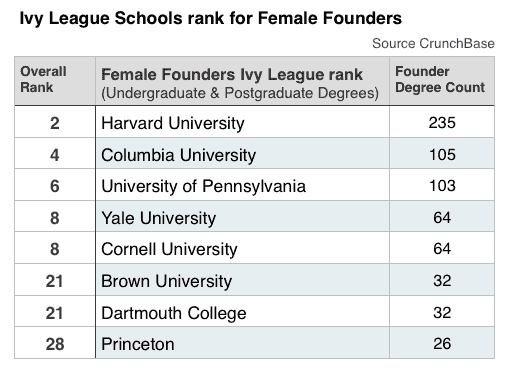 Ivy League Schools rank for Female Founders
Source CrunchBase
Overall Rank | Female Founders Ivy League rank (Undergraduate & Postgraduate Degrees) | Founder Degree Count
2 | Harvard University | 235
4 | Columbia University | 105
6 | University of Pennsylvania | 103
8 | Yale University | 64
8 | Cornell University | 64
21 | Brown University | 32
21 | Dartmouth College | 32
28 | Princeton | 26